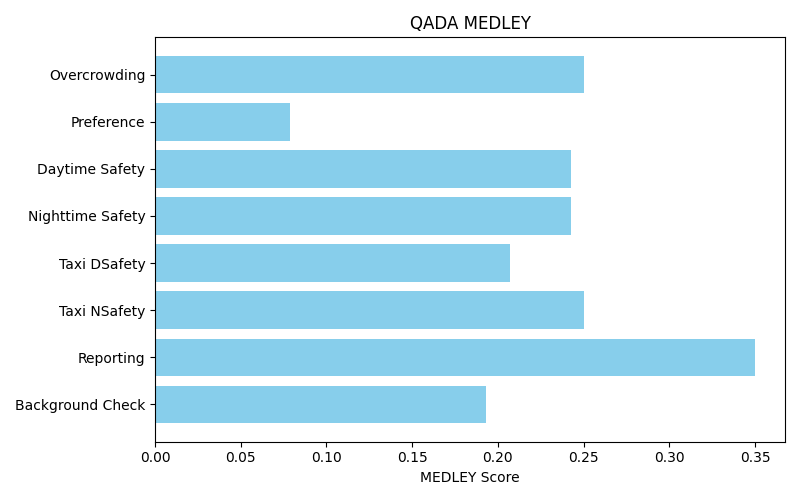 QADA MEDLEY
Overcrowding
Preference
Daytime Safety
Nighttime Safety
Taxi DSafety
Taxi NSafety
Reporting
Background Check
0.00 0.05 0.10 0.15 0.20 0.25 0.30 0.35
MEDLEY Score